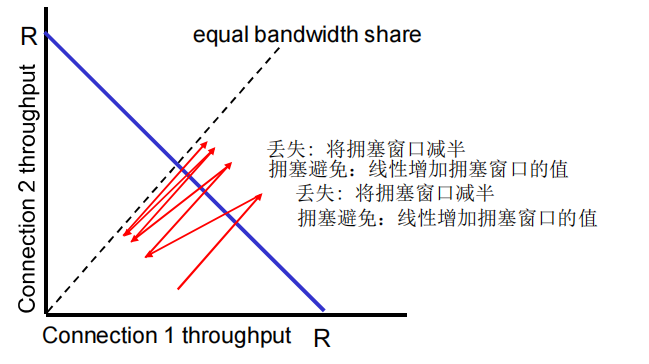 R
equal bandwidth share
Connection 2 throughput
丢失: 将拥塞窗口减半
拥塞避免: 线性增加拥塞窗口的值
丢失: 将拥塞窗口减半
拥塞避免: 线性增加拥塞窗口的值
Connection 1 throughput
R